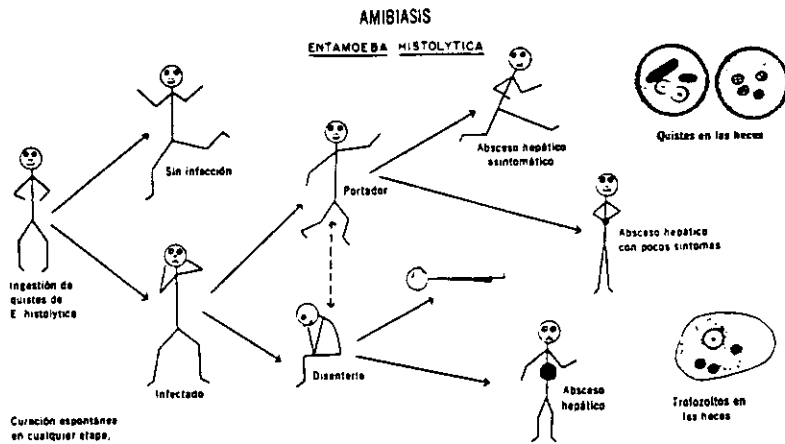 AMIBIASIS
ENTAMOEBA HISTOLYTICA
Sin infección
Portador
Absceso hepático
asintomático
Quistes en las heces
Ingestión de
quistes de
E. histolytica
Absceso hepático
con pocos síntomas
Infectado
Disentería
Absceso
hepático
Trofozoítos en
las heces
Curación espontánea
en cualquier etapa.